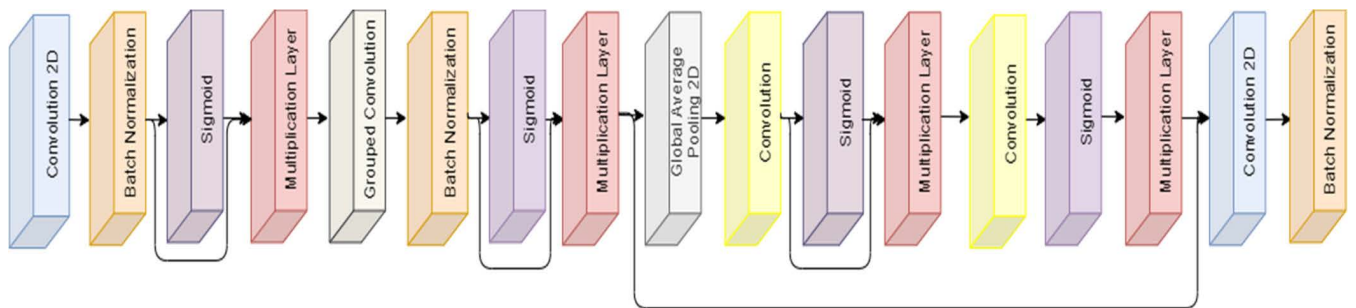 Convolution 2D
Batch Normalization
Sigmoid
Multiplication Layer
Grouped Convolution
Batch Normalization
Sigmoid
Multiplication Layer
Global Average
Pooling 2D
Convolution
Sigmoid
Multiplication Layer
Convolution
Sigmoid
Multiplication Layer
Convolution 2D
Batch Normalization